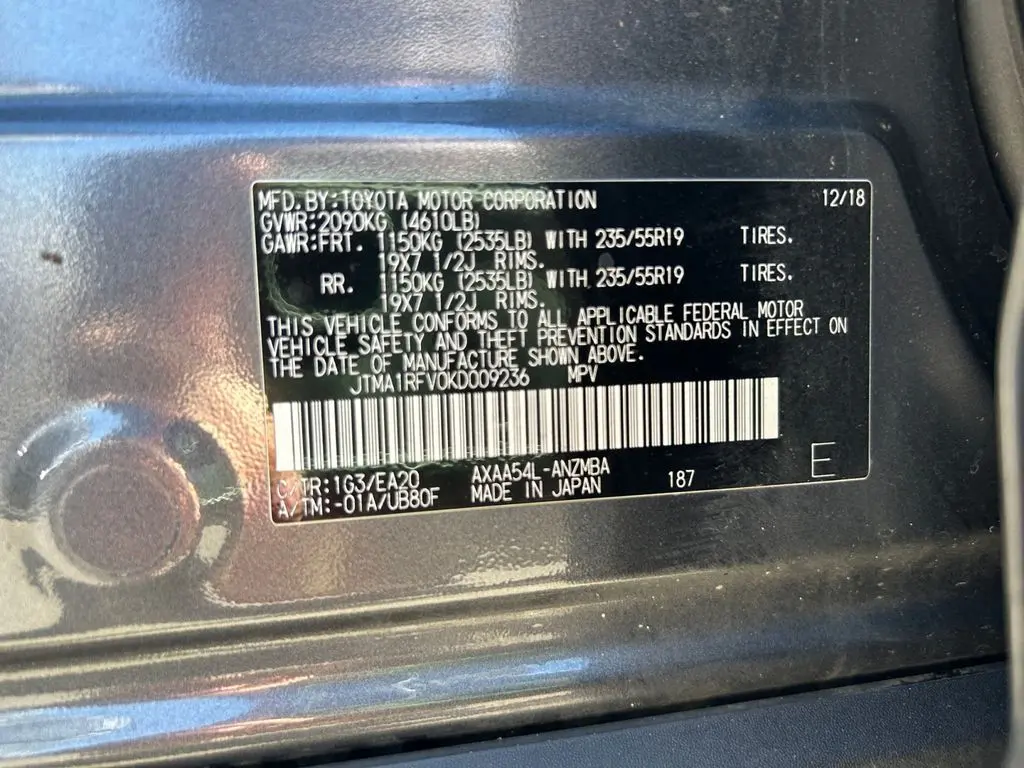 MFD.BY:TOYOTA MOTOR CORPORATION 12/18
GVWR:2090KG (4610LB)
GAWR:FRT. 1150KG (2535LB) WITH 235/55R19 TIRES.
19X7 1/2J RIMS.
RR. 1150KG (2535LB) WITH 235/55R19 TIRES.
19X7 1/2J RIMS.
THIS VEHICLE CONFORMS TO ALL APPLICABLE FEDERAL MOTOR
VEHICLE SAFETY AND THEFT PREVENTION STANDARDS IN EFFECT ON
THE DATE OF MANUFACTURE SHOWN ABOVE.
JTMA1RFV0KD009236 MPV
C/TR:1G3/EA20 AXAA54L-ANZMBA
A/TM:-01A/UB80F MADE IN JAPAN 187 E